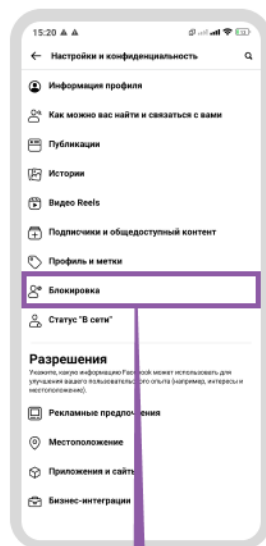 15:20
Настройки и конфиденциальность
Информация профиля
Как можно вас найти и связаться с вами
Публикации
Истории
Видео Reels
Подписчики и общедоступный контент
Профиль и метки
Блокировка
Статус "В сети"
Разрешения
Укажите, какую информацию Facebook может использовать для
улучшения вашего пользовательского опыта (например, интересы и
местоположение).
Рекламные предпочтения
Местоположение
Приложения и сайты
Бизнес-интеграции